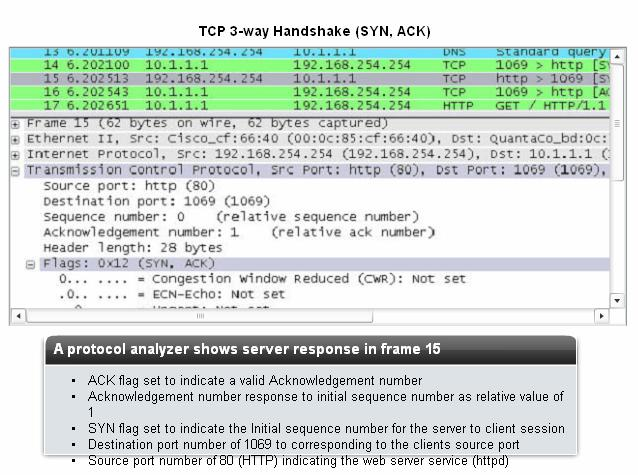 TCP 3-way Handshake (SYN, ACK)
13 6.201109 192.168.254.254 10.1.1.1 DNS Standard query
14 6.202100 10.1.1.1 192.168.254.254 TCP 1069 > http [SY
15 6.202513 192.168.254.254 10.1.1.1 TCP http > 1069 [SY
16 6.202543 10.1.1.1 192.168.254.254 TCP 1069 > http [AC
17 6.202651 10.1.1.1 192.168.254.254 HTTP GET / HTTP/1.1
Frame 15 (62 bytes on wire, 62 bytes captured)
Ethernet II, Src: Cisco_cf:66:40 (00:0c:85:cf:66:40), Dst: QuantaCo_bd:0c:
Internet Protocol, Src: 192.168.254.254 (192.168.254.254), Dst: 10.1.1.1 (
Transmission Control Protocol, Src Port: http (80), Dst Port: 1069 (1069),
Source port: http (80)
Destination port: 1069 (1069)
Sequence number: 0 (relative sequence number)
Acknowledgement number: 1 (relative ack number)
Header length: 28 bytes
Flags: 0x12 (SYN, ACK)
0... .... = Congestion Window Reduced (CWR): Not set
.0.. .... = ECN-Echo: Not set
A protocol analyzer shows server response in frame 15
• ACK flag set to indicate a valid Acknowledgement number
• Acknowledgement number response to initial sequence number as relative value of
1
• SYN flag set to indicate the Initial sequence number for the server to client session
• Destination port number of 1069 to corresponding to the clients source port
• Source port number of 80 (HTTP) indicating the web server service (httpd)